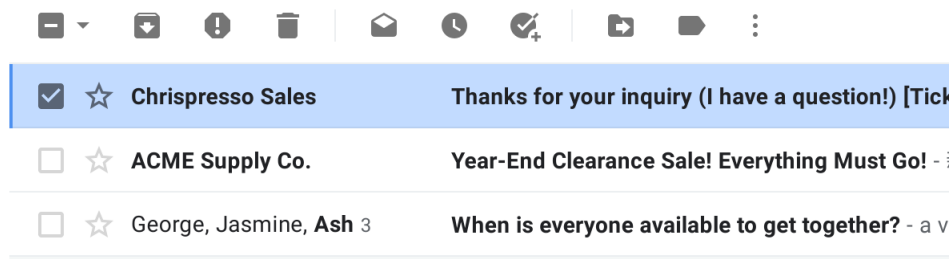 Chrispresso Sales Thanks for your inquiry (I have a question!)
ACME Supply Co. Year-End Clearance Sale! Everything Must Go! -
George, Jasmine, Ash 3 When is everyone available to get together? - a